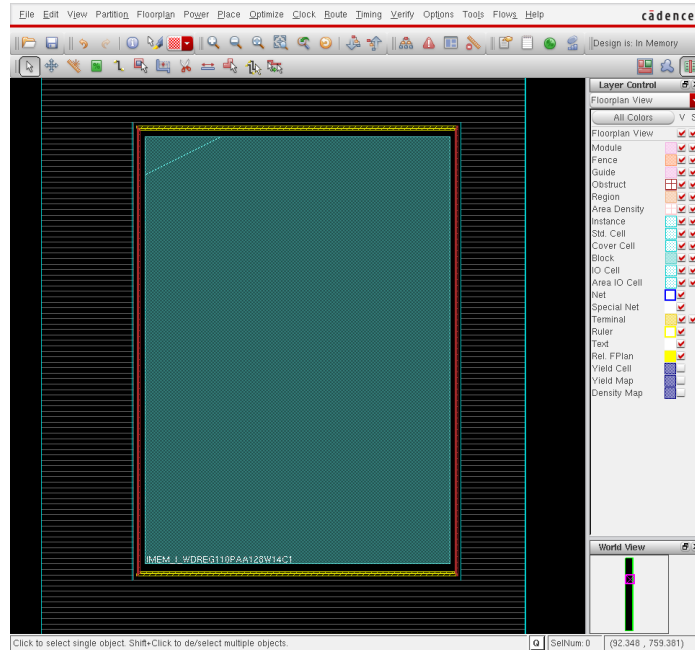 File Edit View Partition Floorplan Power Place Optimize Clock Route Timing Verify Options Tools Flows Help cādence
Design is: In Memory
Layer Control
Floorplan View
All Colors V S
Floorplan View
Module
Fence
Guide
Obstruct
Region
Area Density
Instance
Std. Cell
Cover Cell
Block
IO Cell
Area IO Cell
Net
Special Net
Terminal
Ruler
Text
Rel. FPlan
Yield Cell
Yield Map
Density Map
World View
Click to select single object. Shift+Click to de/select multiple objects. Q SelNum: 0 (92.348 , 759.381)